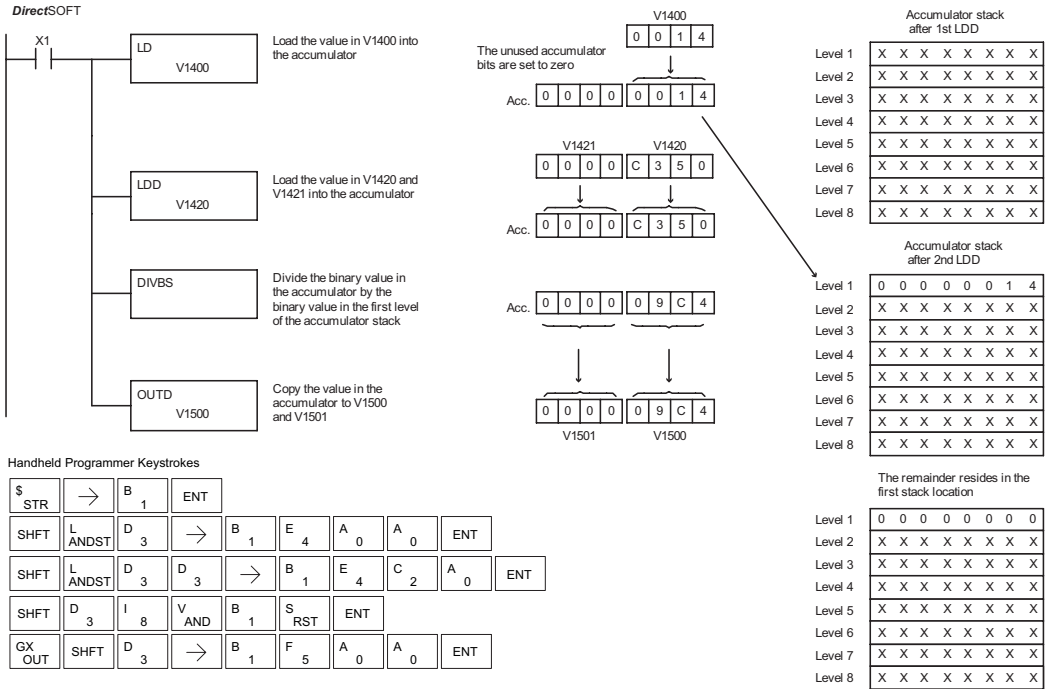 DirectSOFT
X1
LD
V1400
Load the value in V1400 into
the accumulator
LDD
V1420
Load the value in V1420 and
V1421 into the accumulator
DIVBS
Divide the binary value in
the accumulator by the
binary value in the first level
of the accumulator stack
OUTD
V1500
Copy the value in the
accumulator to V1500
and V1501
V1400
0 0 1 4
The unused accumulator
bits are set to zero
Acc. 0 0 0 0 0 0 1 4
V1421 V1420
0 0 0 0 C 3 5 0
Acc. 0 0 0 0 C 3 5 0
Acc. 0 0 0 0 0 9 C 4
0 0 0 0 0 9 C 4
V1501 V1500
Accumulator stack
after 1st LDD
Level 1 X X X X X X X X
Level 2 X X X X X X X X
Level 3 X X X X X X X X
Level 4 X X X X X X X X
Level 5 X X X X X X X X
Level 6 X X X X X X X X
Level 7 X X X X X X X X
Level 8 X X X X X X X X
Accumulator stack
after 2nd LDD
Level 1 0 0 0 0 0 0 1 4
Level 2 X X X X X X X X
Level 3 X X X X X X X X
Level 4 X X X X X X X X
Level 5 X X X X X X X X
Level 6 X X X X X X X X
Level 7 X X X X X X X X
Level 8 X X X X X X X X
The remainder resides in the
first stack location
Level 1 0 0 0 0 0 0 0 0
Level 2 X X X X X X X X
Level 3 X X X X X X X X
Level 4 X X X X X X X X
Level 5 X X X X X X X X
Level 6 X X X X X X X X
Level 7 X X X X X X X X
Level 8 X X X X X X X X
Handheld Programmer Keystrokes
$ STR → B 1 ENT
SHFT L ANDST D 3 → B 1 E 4 A 0 A 0 ENT
SHFT L ANDST D 3 D 3 → B 1 E 4 C 2 A 0 ENT
SHFT D 3 I 8 V AND B 1 S RST ENT
GX OUT SHFT D 3 → B 1 F 5 A 0 A 0 ENT